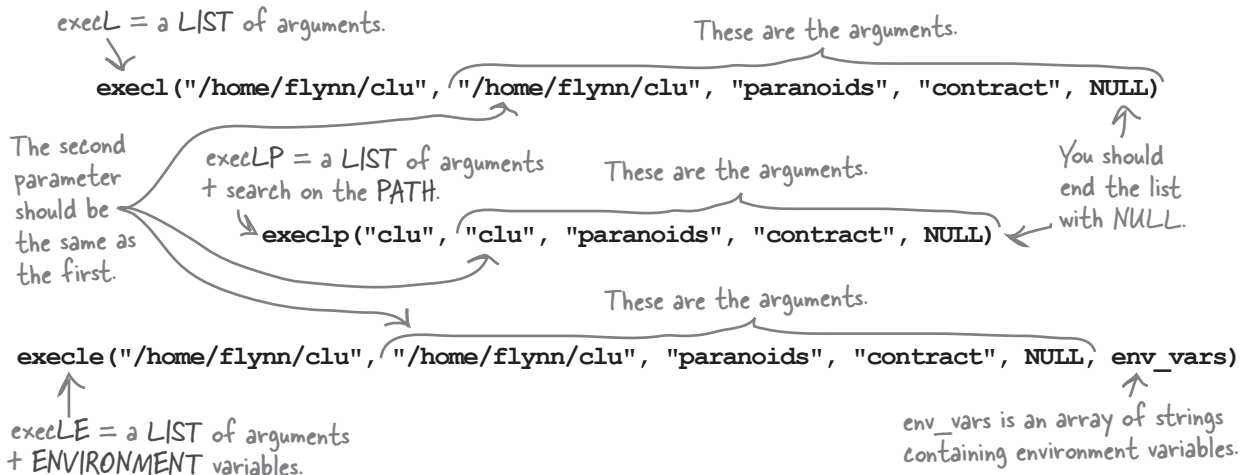 execL = a LIST of arguments.
These are the arguments.
execl("/home/flynn/clu", "/home/flynn/clu", "paranoids", "contract", NULL)
The second
parameter
should be
the same as
the first.
execLP = a LIST of arguments
+ search on the PATH.
These are the arguments.
You should
end the list
with NULL.
execlp("clu", "clu", "paranoids", "contract", NULL)
These are the arguments.
execle("/home/flynn/clu", "/home/flynn/clu", "paranoids", "contract", NULL, env_vars)
execLE = a LIST of arguments
+ ENVIRONMENT variables.
env_vars is an array of strings
containing environment variables.